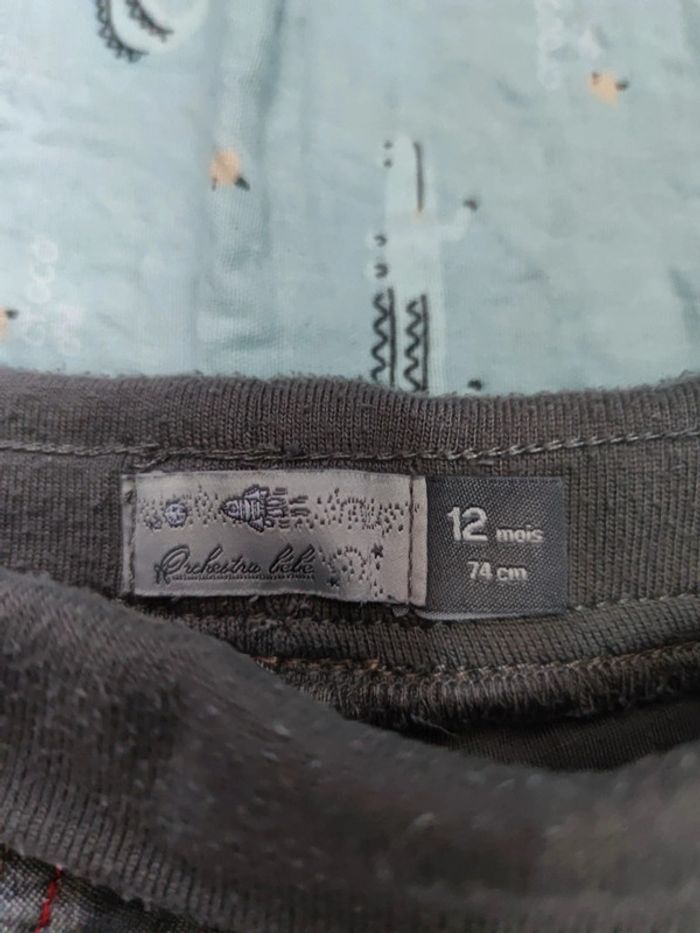 Orchestra bébé
12 mois
74 cm